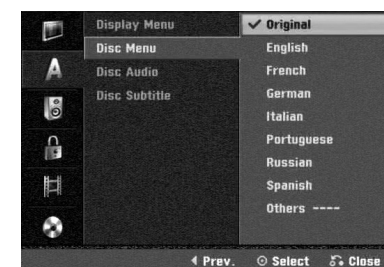 Display Menu
Disc Menu
Disc Audio
Disc Subtitle
✓ Original
English
French
German
Italian
Portuguese
Russian
Spanish
Others ----
Prev.
Select
Close